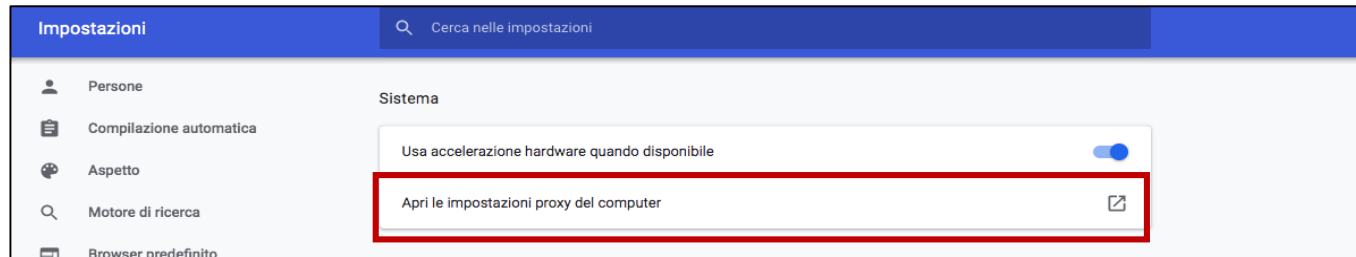 Impostazioni
Cerca nelle impostazioni
Persone
Compilazione automatica
Aspetto
Motore di ricerca
Browser predefinito
Sistema
Usa accelerazione hardware quando disponibile
Apri le impostazioni proxy del computer